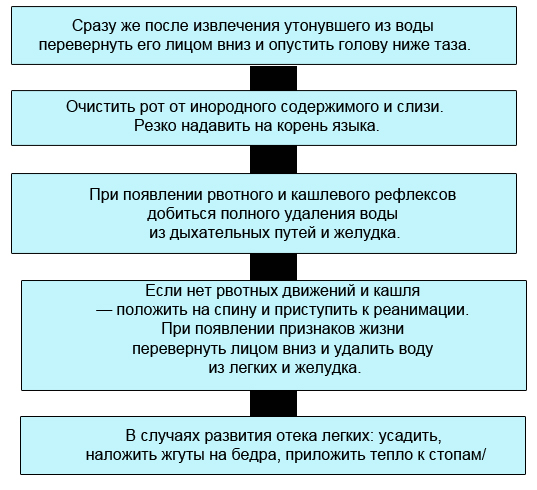 Сразу же после извлечения утонувшего из воды
перевернуть его лицом вниз и опустить голову ниже таза.
Очистить рот от инородного содержимого и слизи.
Резко надавить на корень языка.
При появлении рвотного и кашлевого рефлексов
добиться полного удаления воды
из дыхательных путей и желудка.
Если нет рвотных движений и кашля
— положить на спину и приступить к реанимации.
При появлении признаков жизни
перевернуть лицом вниз и удалить воду
из легких и желудка.
В случаях развития отека легких: усадить,
наложить жгуты на бедра, приложить тепло к стопам/